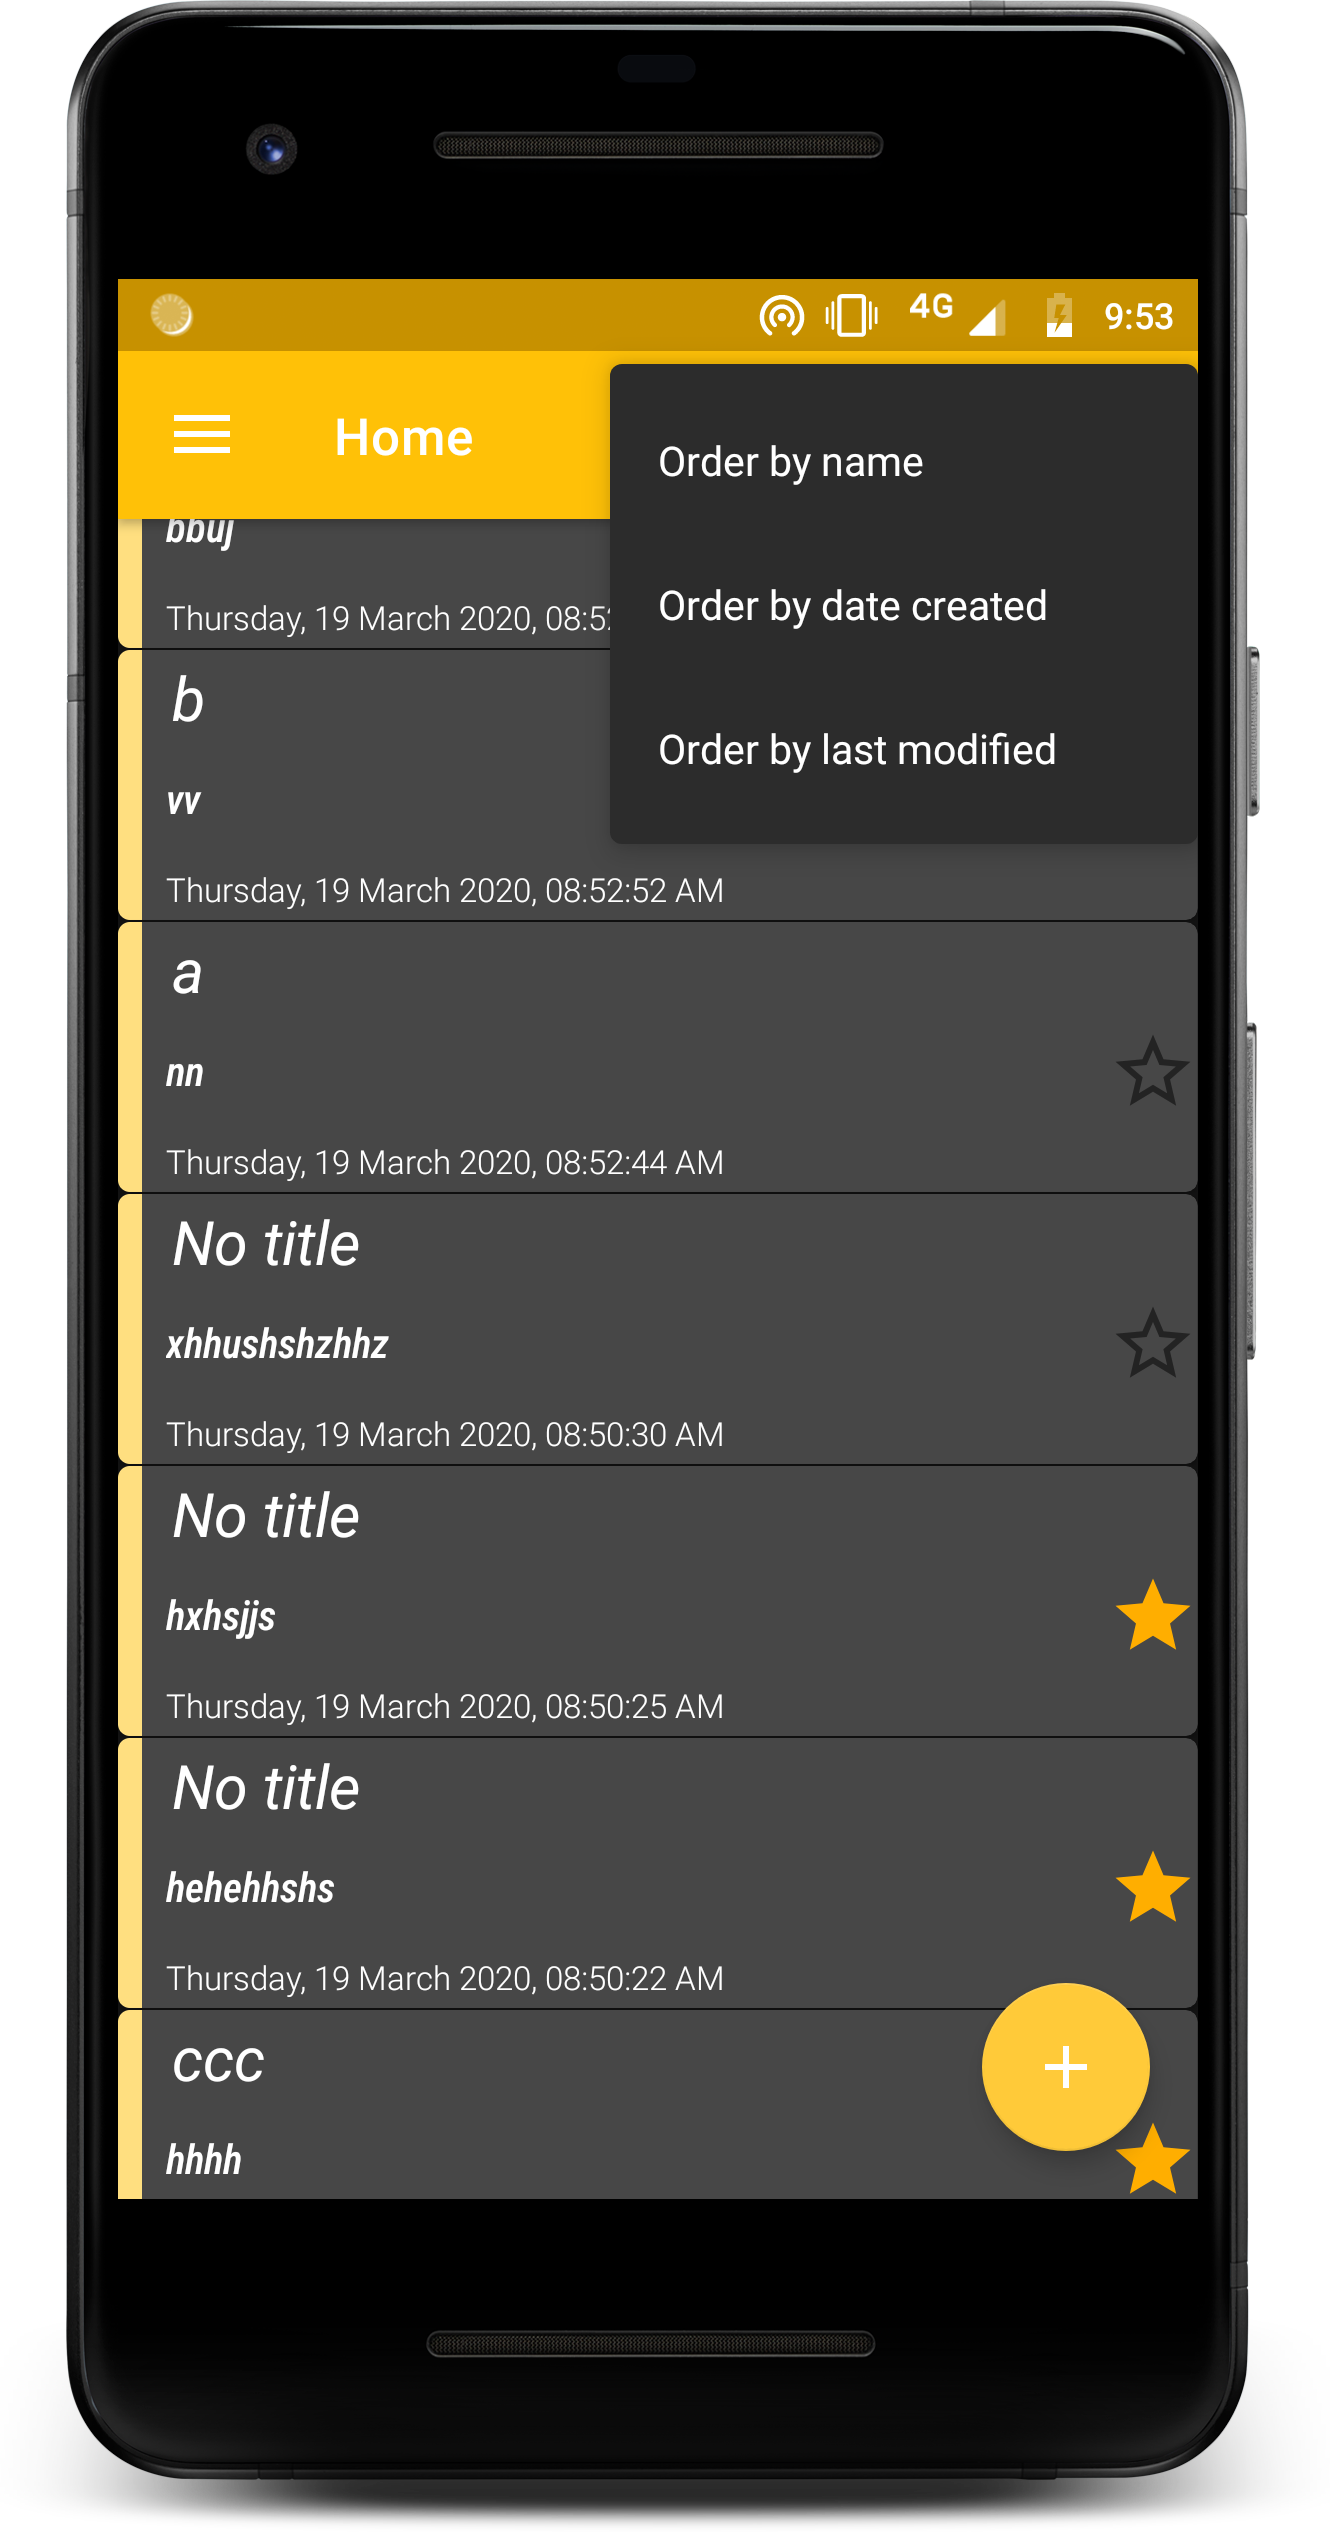 4G 9:53
Home
Order by name
Order by date created
Order by last modified
bbuj
Thursday, 19 March 2020, 08:52
b
vv
Thursday, 19 March 2020, 08:52:52 AM
a
nn
Thursday, 19 March 2020, 08:52:44 AM
No title
xhhushshzhhz
Thursday, 19 March 2020, 08:50:30 AM
No title
hxhsjjs
Thursday, 19 March 2020, 08:50:25 AM
No title
hehehhshs
Thursday, 19 March 2020, 08:50:22 AM
ccc
hhhh